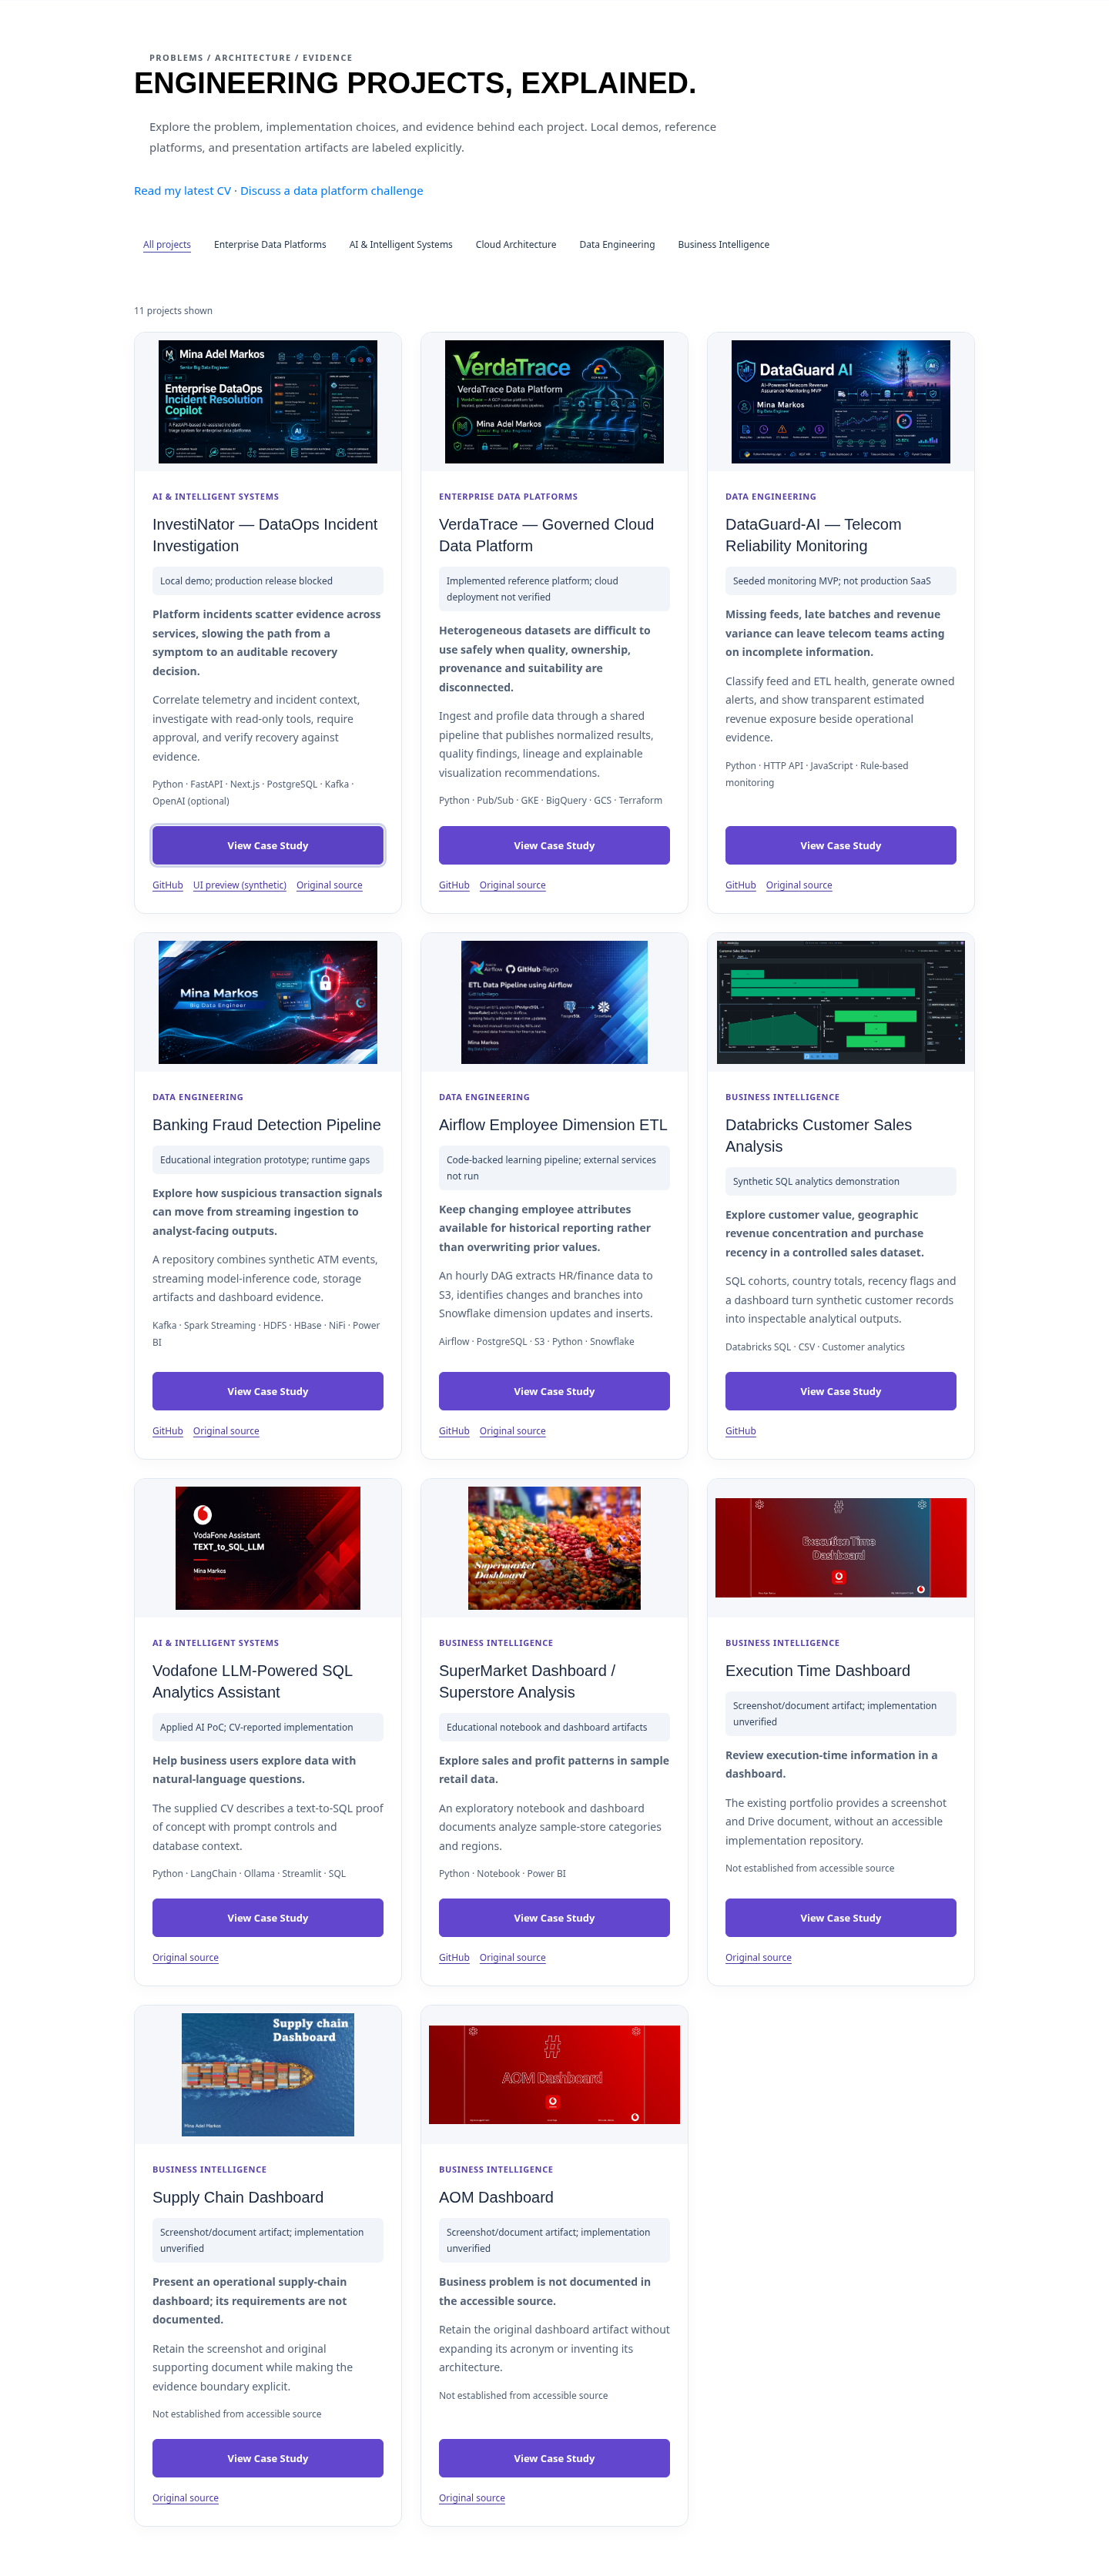 PROBLEMS / ARCHITECTURE / EVIDENCE
ENGINEERING PROJECTS, EXPLAINED.
Explore the problem, implementation choices, and evidence behind each project. Local demos, reference
platforms, and presentation artifacts are labeled explicitly.
Read my latest CV · Discuss a data platform challenge
All projects Enterprise Data Platforms AI & Intelligent Systems Cloud Architecture Data Engineering Business Intelligence
11 projects shown
Mina Adel Markos
Enterprise DataOps
Incident Resolution
Copilot
AI
AI & INTELLIGENT SYSTEMS
InvestiNator — DataOps Incident
Investigation
Local demo; production release blocked
Platform incidents scatter evidence across
services, slowing the path from a
symptom to an auditable recovery
decision.
Correlate telemetry and incident context,
investigate with read-only tools, require
approval, and verify recovery against
evidence.
Python · FastAPI · Next.js · PostgreSQL · Kafka ·
OpenAI (optional)
View Case Study
GitHub UI preview (synthetic) Original source
VerdaTrace
VerdaTrace Data Platform
Mina Adel Markos
ENTERPRISE DATA PLATFORMS
VerdaTrace — Governed Cloud
Data Platform
Implemented reference platform; cloud
deployment not verified
Heterogeneous datasets are difficult to
use safely when quality, ownership,
provenance and suitability are
disconnected.
Ingest and profile data through a shared
pipeline that publishes normalized results,
quality findings, lineage and explainable
visualization recommendations.
Python · Pub/Sub · GKE · BigQuery · GCS · Terraform
View Case Study
GitHub Original source
DataGuard AI
AI-Powered Telecom Revenue
Assurance Monitoring MVP
Mina Markos
Big Data Engineer
AI
DATA ENGINEERING
DataGuard-AI — Telecom
Reliability Monitoring
Seeded monitoring MVP; not production SaaS
Missing feeds, late batches and revenue
variance can leave telecom teams acting
on incomplete information.
Classify feed and ETL health, generate owned
alerts, and show transparent estimated
revenue exposure beside operational
evidence.
Python · HTTP API · JavaScript · Rule-based
monitoring
View Case Study
GitHub Original source
Mina Markos
Big Data Engineer
DATA ENGINEERING
Banking Fraud Detection Pipeline
Educational integration prototype; runtime gaps
Explore how suspicious transaction signals
can move from streaming ingestion to
analyst-facing outputs.
A repository combines synthetic ATM events,
streaming model-inference code, storage
artifacts and dashboard evidence.
Kafka · Spark Streaming · HDFS · HBase · NiFi · Power
BI
View Case Study
GitHub Original source
Airflow GitHub-Repo
ETL Data Pipeline using Airflow
GitHub-Repo
Mina Markos
Big Data Engineer
DATA ENGINEERING
Airflow Employee Dimension ETL
Code-backed learning pipeline; external services
not run
Keep changing employee attributes
available for historical reporting rather
than overwriting prior values.
An hourly DAG extracts HR/finance data to
S3, identifies changes and branches into
Snowflake dimension updates and inserts.
Airflow · PostgreSQL · S3 · Python · Snowflake
View Case Study
GitHub Original source
BUSINESS INTELLIGENCE
Databricks Customer Sales
Analysis
Synthetic SQL analytics demonstration
Explore customer value, geographic
revenue concentration and purchase
recency in a controlled sales dataset.
SQL cohorts, country totals, recency flags and
a dashboard turn synthetic customer records
into inspectable analytical outputs.
Databricks SQL · CSV · Customer analytics
View Case Study
GitHub
VodaFone Assistant
TEXT_to_SQL_LLM
Mina Markos
Big Data Engineer
AI & INTELLIGENT SYSTEMS
Vodafone LLM-Powered SQL
Analytics Assistant
Applied AI PoC; CV-reported implementation
Help business users explore data with
natural-language questions.
The supplied CV describes a text-to-SQL proof
of concept with prompt controls and
database context.
Python · LangChain · Ollama · Streamlit · SQL
View Case Study
Original source
Supermarket
Dashboard
BUSINESS INTELLIGENCE
SuperMarket Dashboard /
Superstore Analysis
Educational notebook and dashboard artifacts
Explore sales and profit patterns in sample
retail data.
An exploratory notebook and dashboard
documents analyze sample-store categories
and regions.
Python · Notebook · Power BI
View Case Study
GitHub Original source
#
Execution Time
Dashboard
BUSINESS INTELLIGENCE
Execution Time Dashboard
Screenshot/document artifact; implementation
unverified
Review execution-time information in a
dashboard.
The existing portfolio provides a screenshot
and Drive document, without an accessible
implementation repository.
Not established from accessible source
View Case Study
Original source
Supply chain
Dashboard
Mina Adel Markos
BUSINESS INTELLIGENCE
Supply Chain Dashboard
Screenshot/document artifact; implementation
unverified
Present an operational supply-chain
dashboard; its requirements are not
documented.
Retain the screenshot and original
supporting document while making the
evidence boundary explicit.
Not established from accessible source
View Case Study
Original source
#
AOM Dashboard
BUSINESS INTELLIGENCE
AOM Dashboard
Screenshot/document artifact; implementation
unverified
Business problem is not documented in
the accessible source.
Retain the original dashboard artifact without
expanding its acronym or inventing its
architecture.
Not established from accessible source
View Case Study
Original source